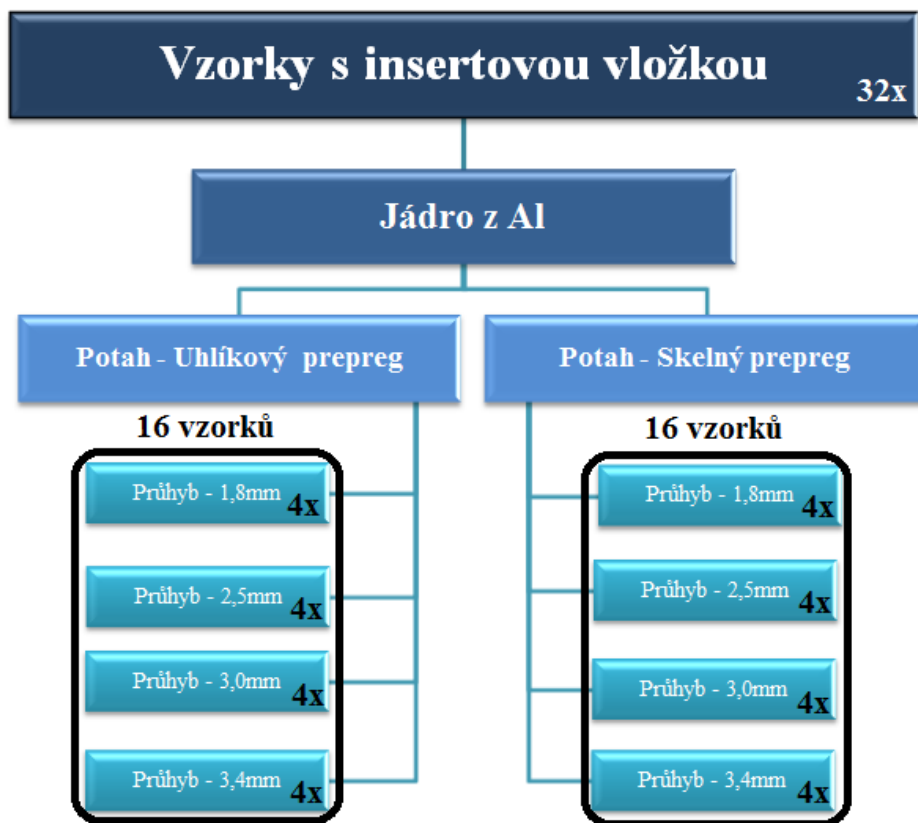 Vzorky s insertovou vložkou
32x
Jádro z Al
Potah - Uhlíkový prepreg
16 vzorků
Průhyb - 1,8mm 4x
Průhyb - 2,5mm 4x
Průhyb - 3,0mm 4x
Průhyb - 3,4mm 4x
Potah - Skelný prepreg
16 vzorků
Průhyb - 1,8mm 4x
Průhyb - 2,5mm 4x
Průhyb - 3,0mm 4x
Průhyb - 3,4mm 4x